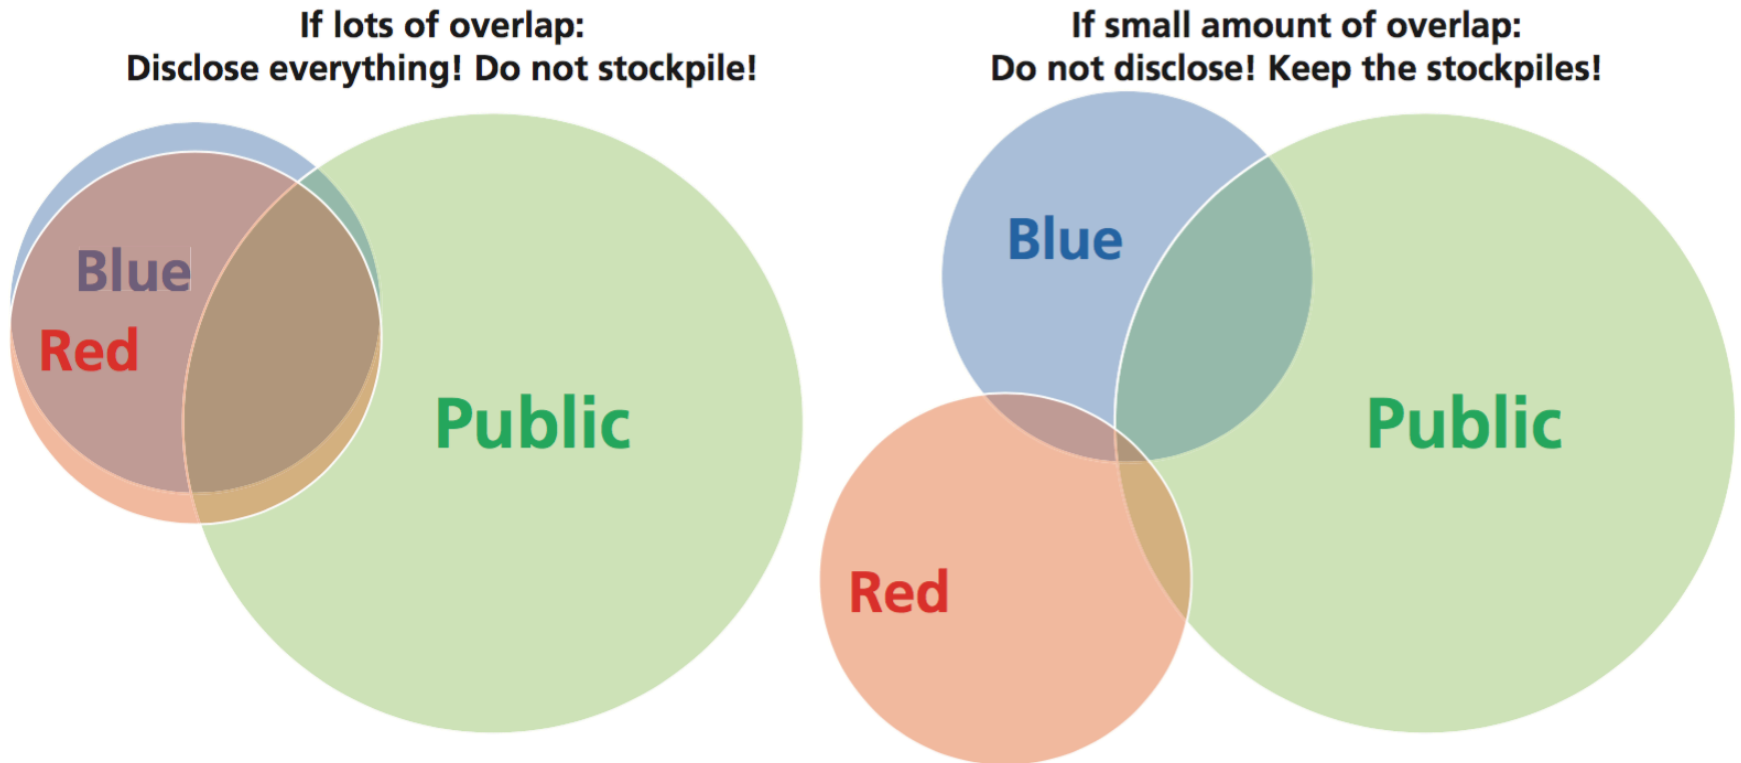 If lots of overlap:
Disclose everything! Do not stockpile!
Blue
Red
Public
If small amount of overlap:
Do not disclose! Keep the stockpiles!
Blue
Red
Public